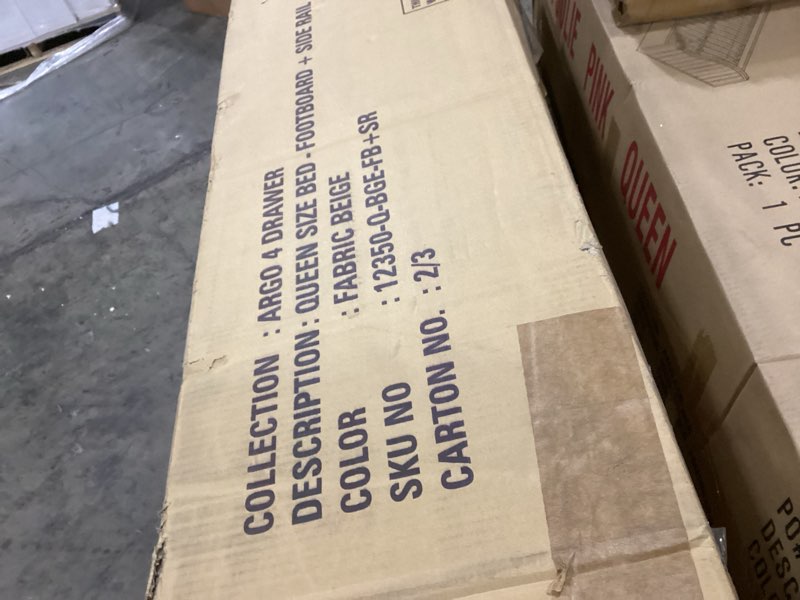 COLLECTION : ARGO 4 DRAWER
DESCRIPTION : QUEEN SIZE BED - FOOTBOARD + SIDE RAIL
COLOR : FABRIC BEIGE
SKU NO : 12350-Q-BGE-FB+SR
CARTON NO. : 2/3
PINK QUEEN
COLOR:
PACK: 1 PC